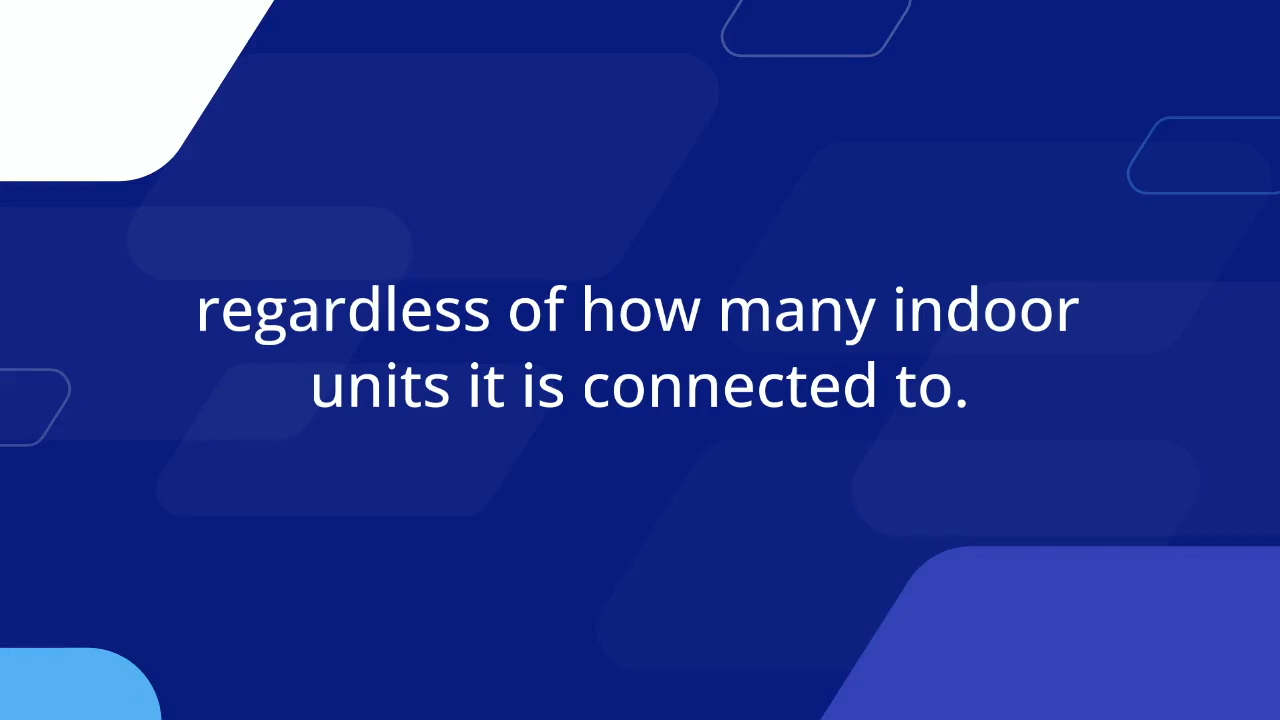 regardless of how many indoor
units it is connected to.